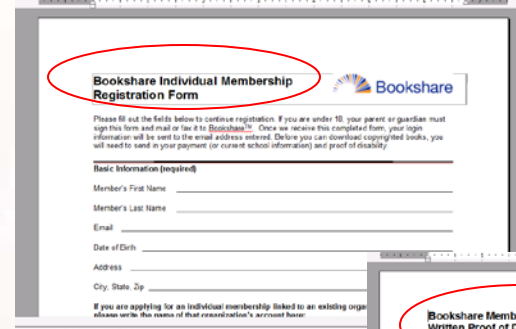 Bookshare Individual Membership
Registration Form
Bookshare
Please fill out the fields below to continue registration. If you are under 18, your parent or guardian must
sign this form and mail or fax it to Bookshare™. Once we receive this completed form, your login
information will be sent to the email address entered. Before you can download copyrighted books, you
will need to send in your payment (or current school information) and proof of disability.
Basic Information (required)
Member's First Name
Member's Last Name
Email
Date of Birth
Address
City, State, Zip
If you are applying for an individual membership linked to an existing
please write the name of that organization's account here:
Bookshare
Written Proof of